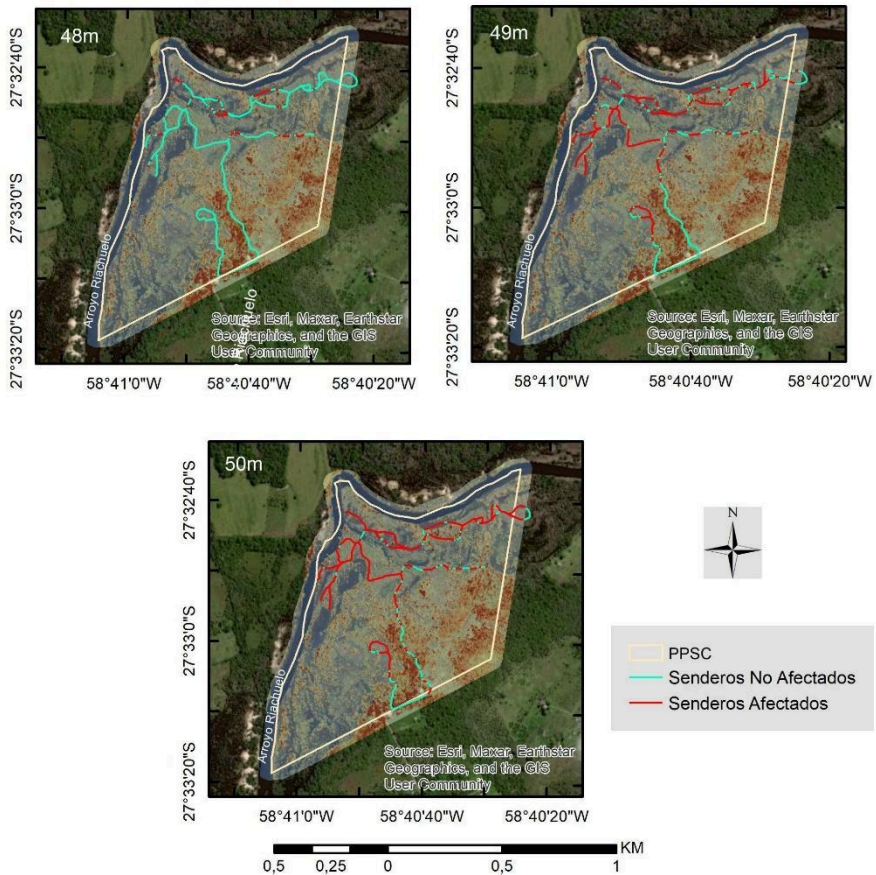 48m
27°32'40"S
27°33'0"S
27°33'20"S
Arroyo Riachuelo
Source: Esri, Maxar, Earthstar
Geographics, and the GIS
User Community
58°41'0"W
58°40'40"W
58°40'20"W
49m
27°32'40"S
27°33'0"S
27°33'20"S
Arroyo Riachuelo
Source: Esri, Maxar, Earthstar
Geographics, and the GIS
User Community
58°41'0"W
58°40'40"W
58°40'20"W
50m
27°32'40"S
27°33'0"S
27°33'20"S
Arroyo Riachuelo
Source: Esri, Maxar, Earthstar
Geographics, and the GIS
User Community
58°41'0"W
58°40'40"W
58°40'20"W
N
PPSC
Senderos No Afectados
Senderos Afectados
KM
0,5
0,25
0
0,5
1